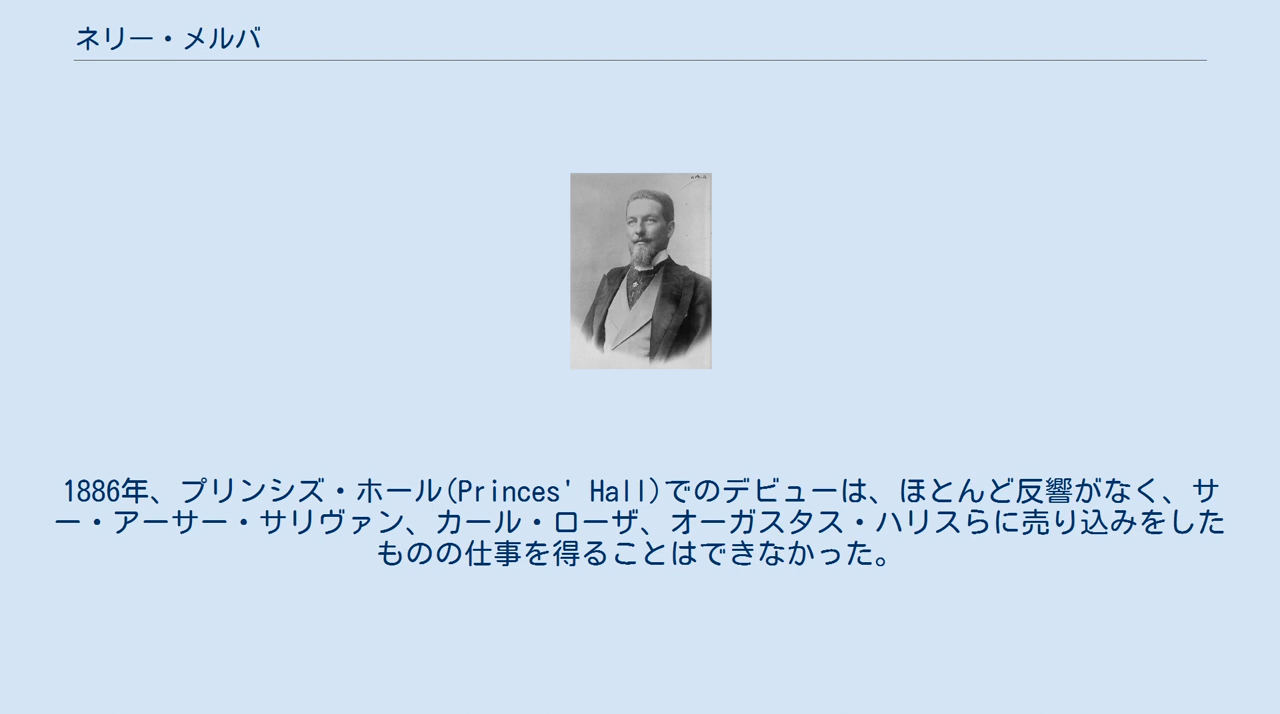 ネリー・メルバ
1886年、プリンシズ・ホール(Princes' Hall)でのデビューは、ほとんど反響がなく、サ
ー・アーサー・サリヴァン、カール・ローザ、オーガスタス・ハリスらに売り込みをした
ものの仕事を得ることはできなかった。